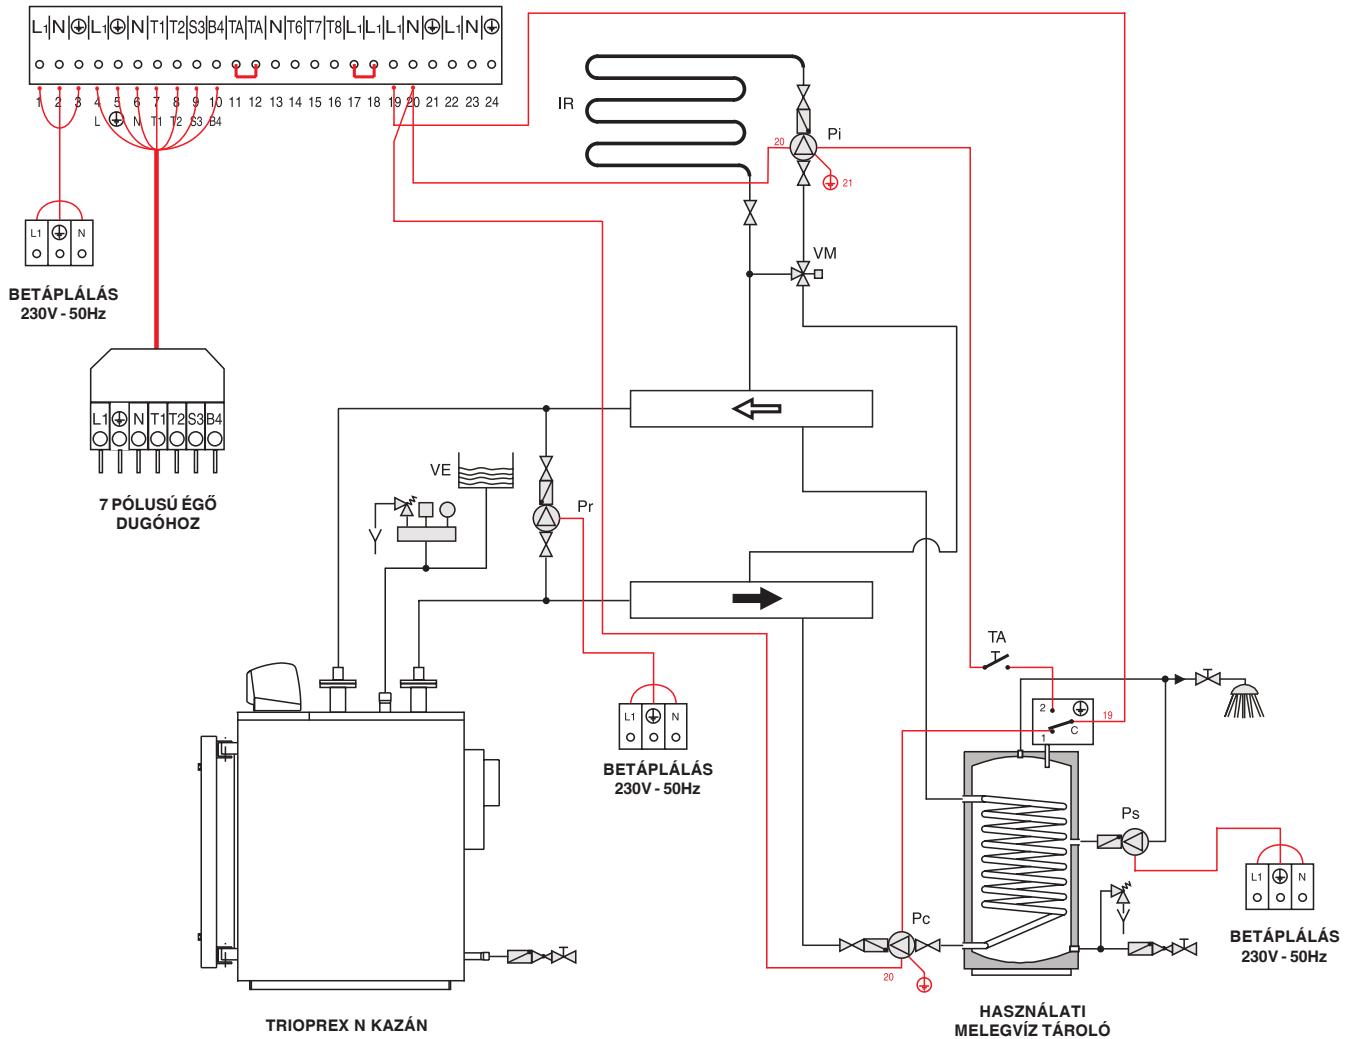 L1 N L1 N T1 T2 S3 B4 TA TA N T6 T7 T8 L1 L1 L1 N L1 N
1 2 3 4 5 6 7 8 9 10 11 12 13 14 15 16 17 18 19 20 21 22 23 24
L N T1 T2 S3 B4
IR
20
Pi
21
L1 N
BETÁPLÁLÁS
230V - 50Hz
VM
L1 N T1 T2 S3 B4
7 PÓLUSÚ ÉGŐ
DUGÓHOZ
VE
Pr
TA
L1 N
BETÁPLÁLÁS
230V - 50Hz
2
19
1 C
Ps
L1 N
BETÁPLÁLÁS
230V - 50Hz
Pc
20
TRIOPREX N KAZÁN
HASZNÁLATI
MELEGVÍZ TÁROLÓ